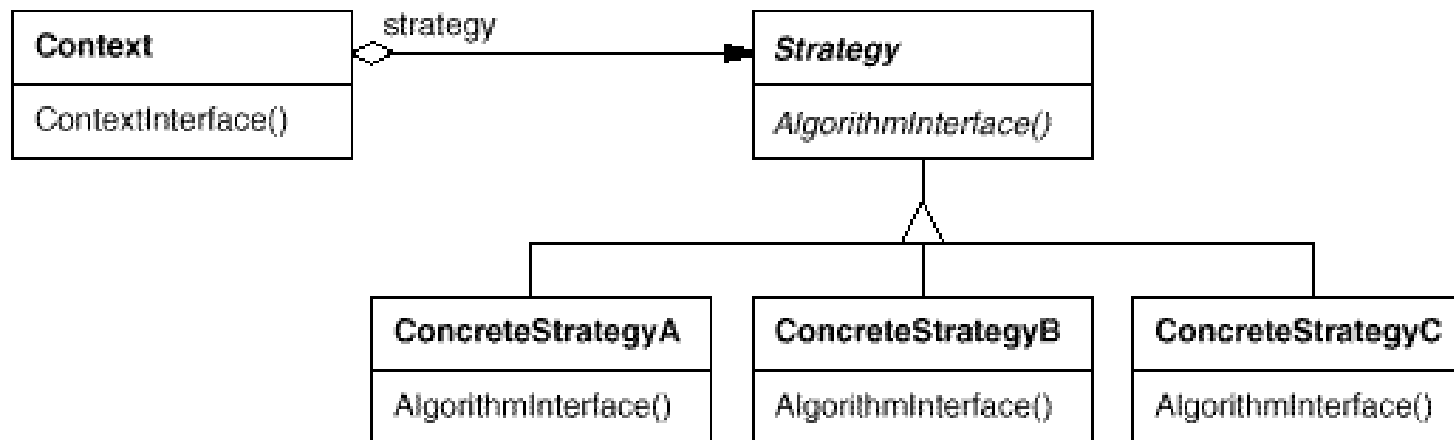 strategy
Context
Strategy
ContextInterface()
AlgorithmInterface()
ConcreteStrategyA
ConcreteStrategyB
ConcreteStrategyC
AlgorithmInterface()
AlgorithmInterface()
AlgorithmInterface()